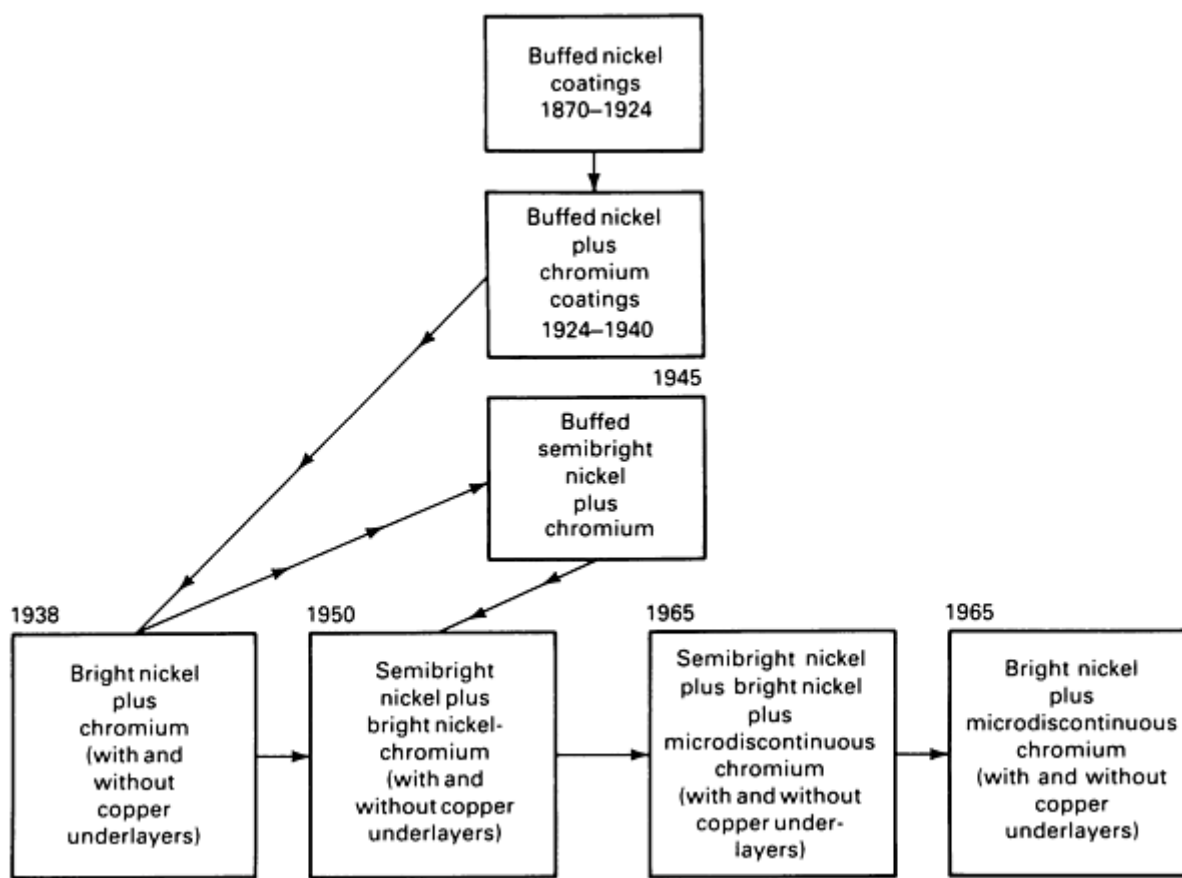 Buffed nickel
coatings
1870–1924
Buffed nickel
plus
chromium
coatings
1924–1940
1945
Buffed
semibright
nickel
plus
chromium
1938
Bright nickel
plus
chromium
(with and
without
copper
underlayers)
1950
Semibright
nickel plus
bright nickel-
chromium
(with and
without copper
underlayers)
1965
Semibright nickel
plus bright nickel
plus
microdiscontinuous
chromium
(with and without
copper under-
layers)
1965
Bright nickel
plus
microdiscontinuous
chromium
(with and without
copper
underlayers)